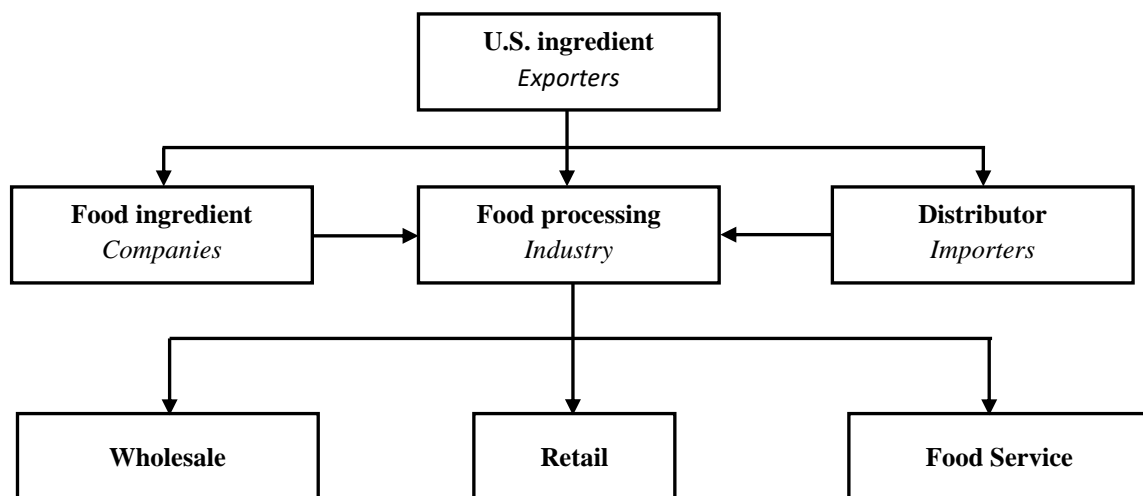 U.S. ingredient
Exporters
Food ingredient
Companies
Food processing
Industry
Distributor
Importers
Wholesale
Retail
Food Service